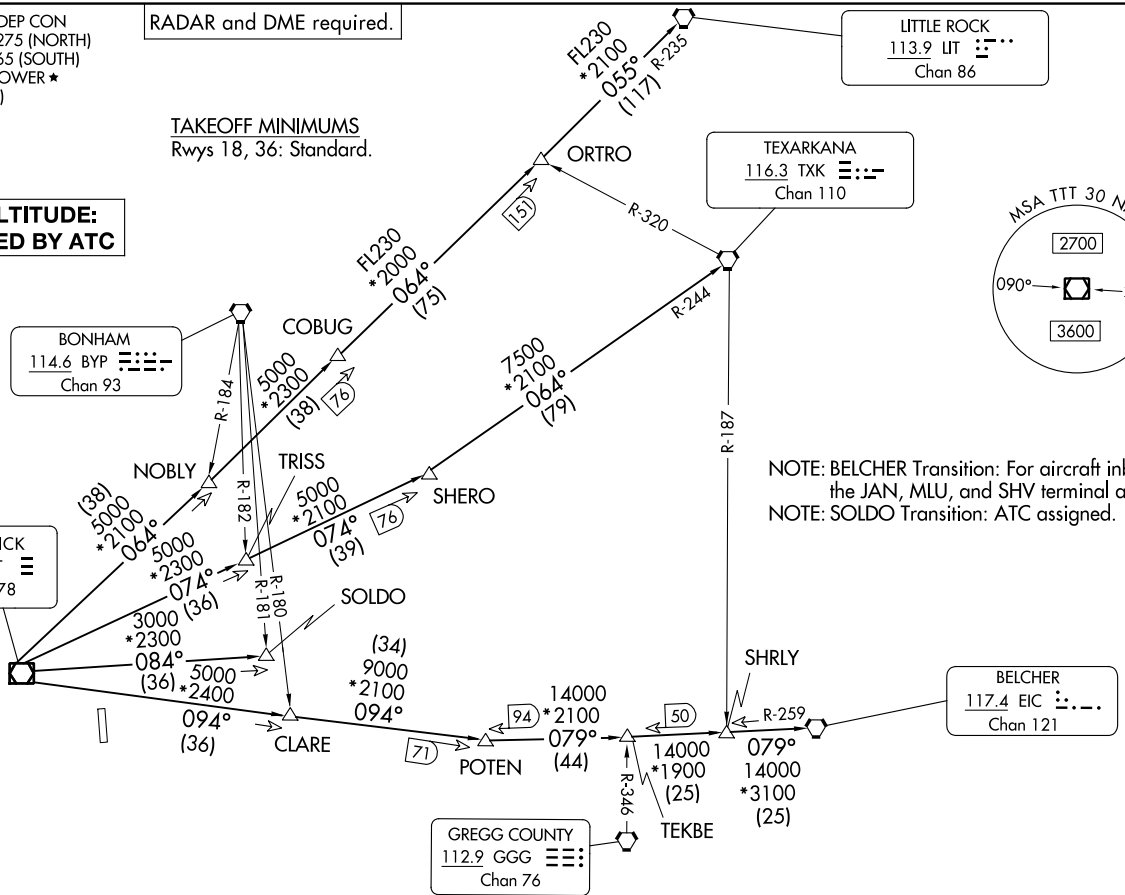 DEP CON
275 (NORTH)
65 (SOUTH)
OWER ★
)
RADAR and DME required.
TAKEOFF MINIMUMS
Rwys 18, 36: Standard.
LTITUDE:
ED BY ATC
LITTLE ROCK
113.9 LIT
Chan 86
FL230
*2100
055°
(117)
R-235
ORTRO
151
TEXARKANA
116.3 TXK
Chan 110
R-320
MSA TTT 30 N
2700
090°
3600
FL230
*2000
064°
(75)
COBUG
R-244
BONHAM
114.6 BYP
Chan 93
5000
*2300
(38)
76
7500
*2100
064°
(79)
R-184
R-187
NOBLY
TRISS
SHERO
R-182
5000
*2100
074°
(39)
76
NOTE: BELCHER Transition: For aircraft inb
the JAN, MLU, and SHV terminal a
NOTE: SOLDO Transition: ATC assigned.
(38)
5000
*2100
064°
ICK
78
5000
*2300
074°
(36)
R-181
R-180
SOLDO
3000
*2300
084°
(36)
5000
*2400
094°
(36)
CLARE
(34)
9000
*2100
094°
71
POTEN
94
14000
*2100
079°
(44)
50
SHRLY
R-259
BELCHER
117.4 EIC
Chan 121
14000
*1900
(25)
079°
14000
*3100
(25)
R-346
TEKBE
GREGG COUNTY
112.9 GGG
Chan 76